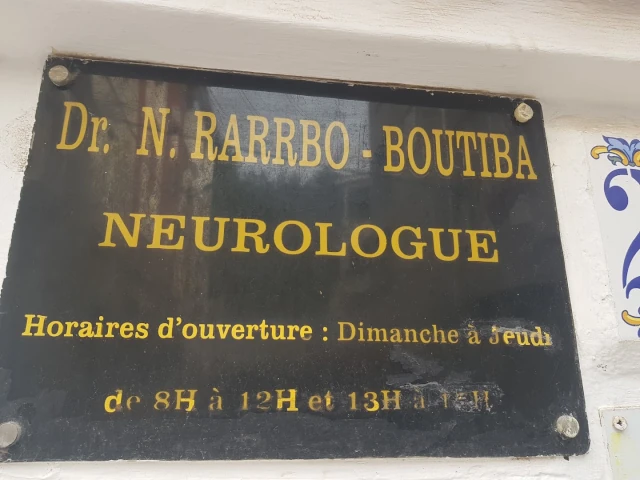 Dr. N. RARRBO - BOUTIBA
NEUROLOGUE
Horaires d'ouverture : Dimanche à Jeudi
de 8H à 12H et 13H à